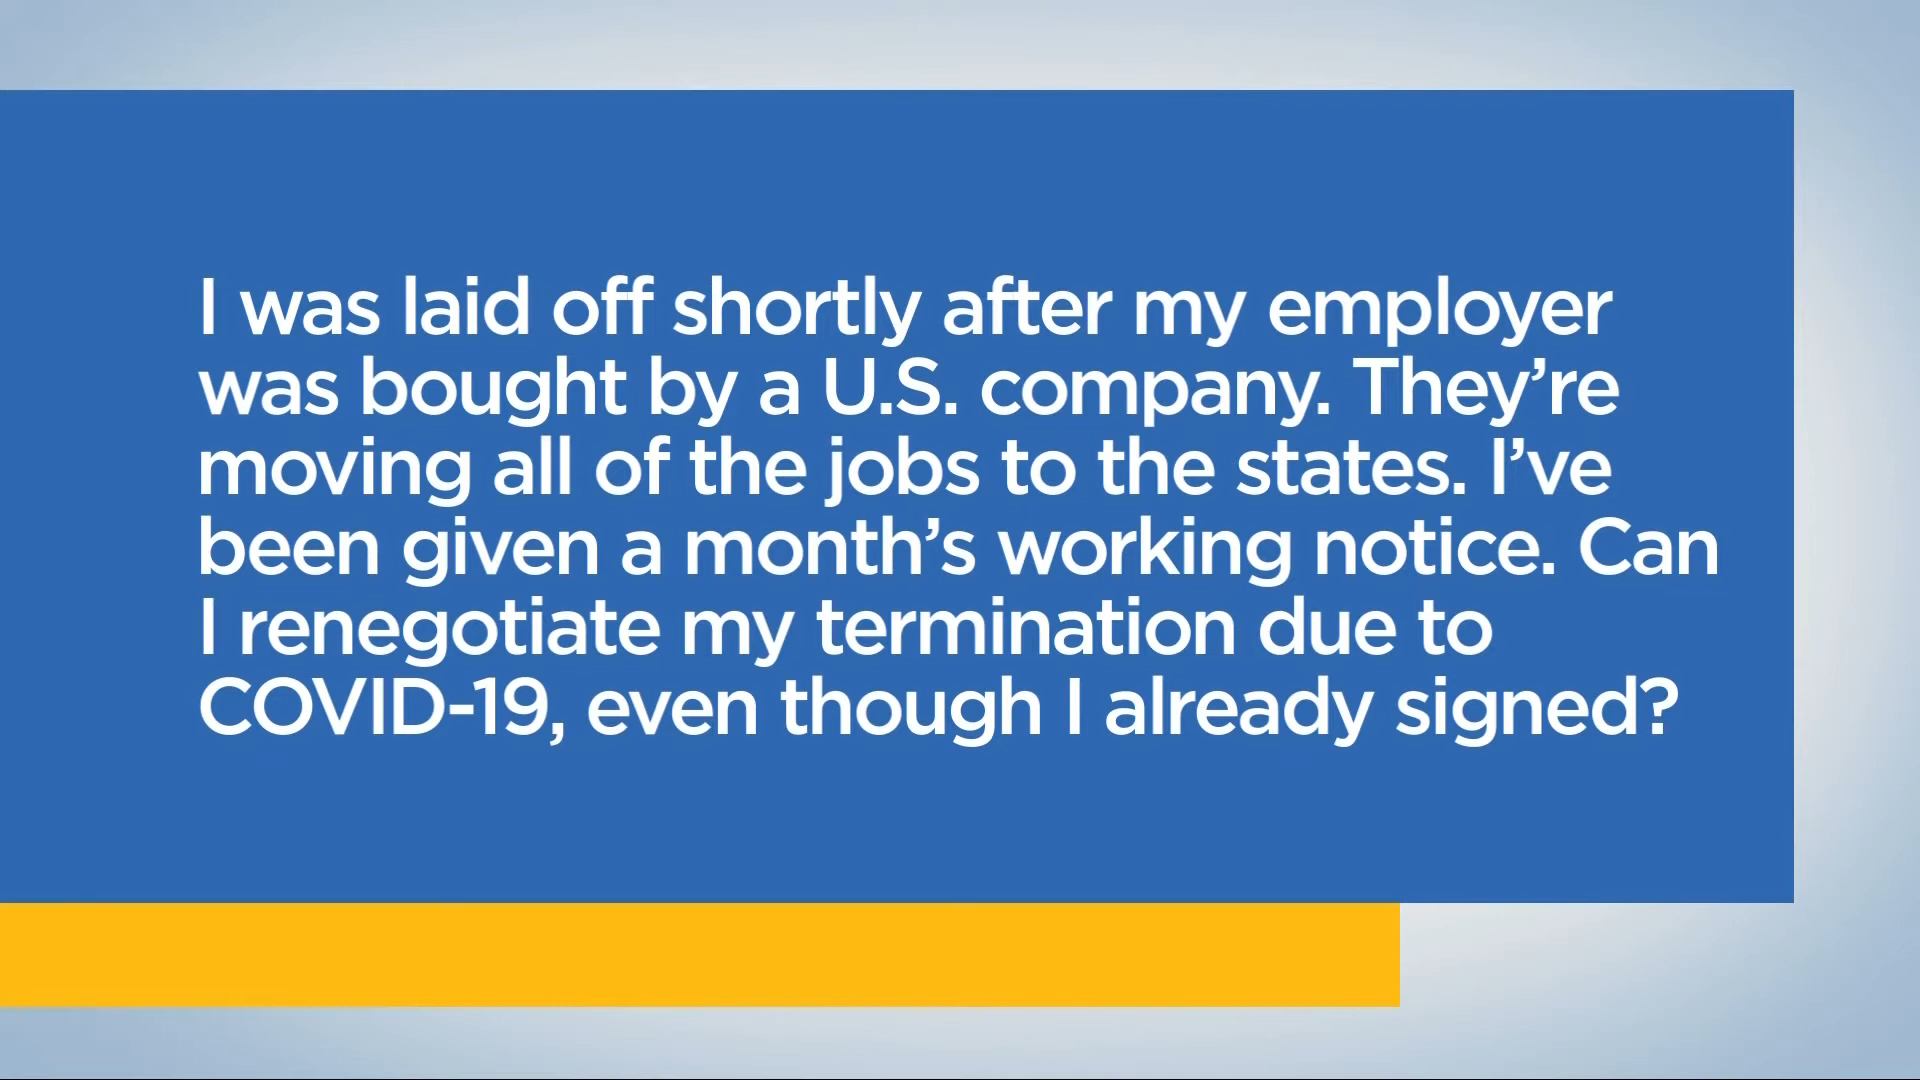 I was laid off shortly after my employer
was bought by a U.S. company. They’re
moving all of the jobs to the states. I’ve
been given a month’s working notice. Can
I renegotiate my termination due to
COVID-19, even though I already signed?